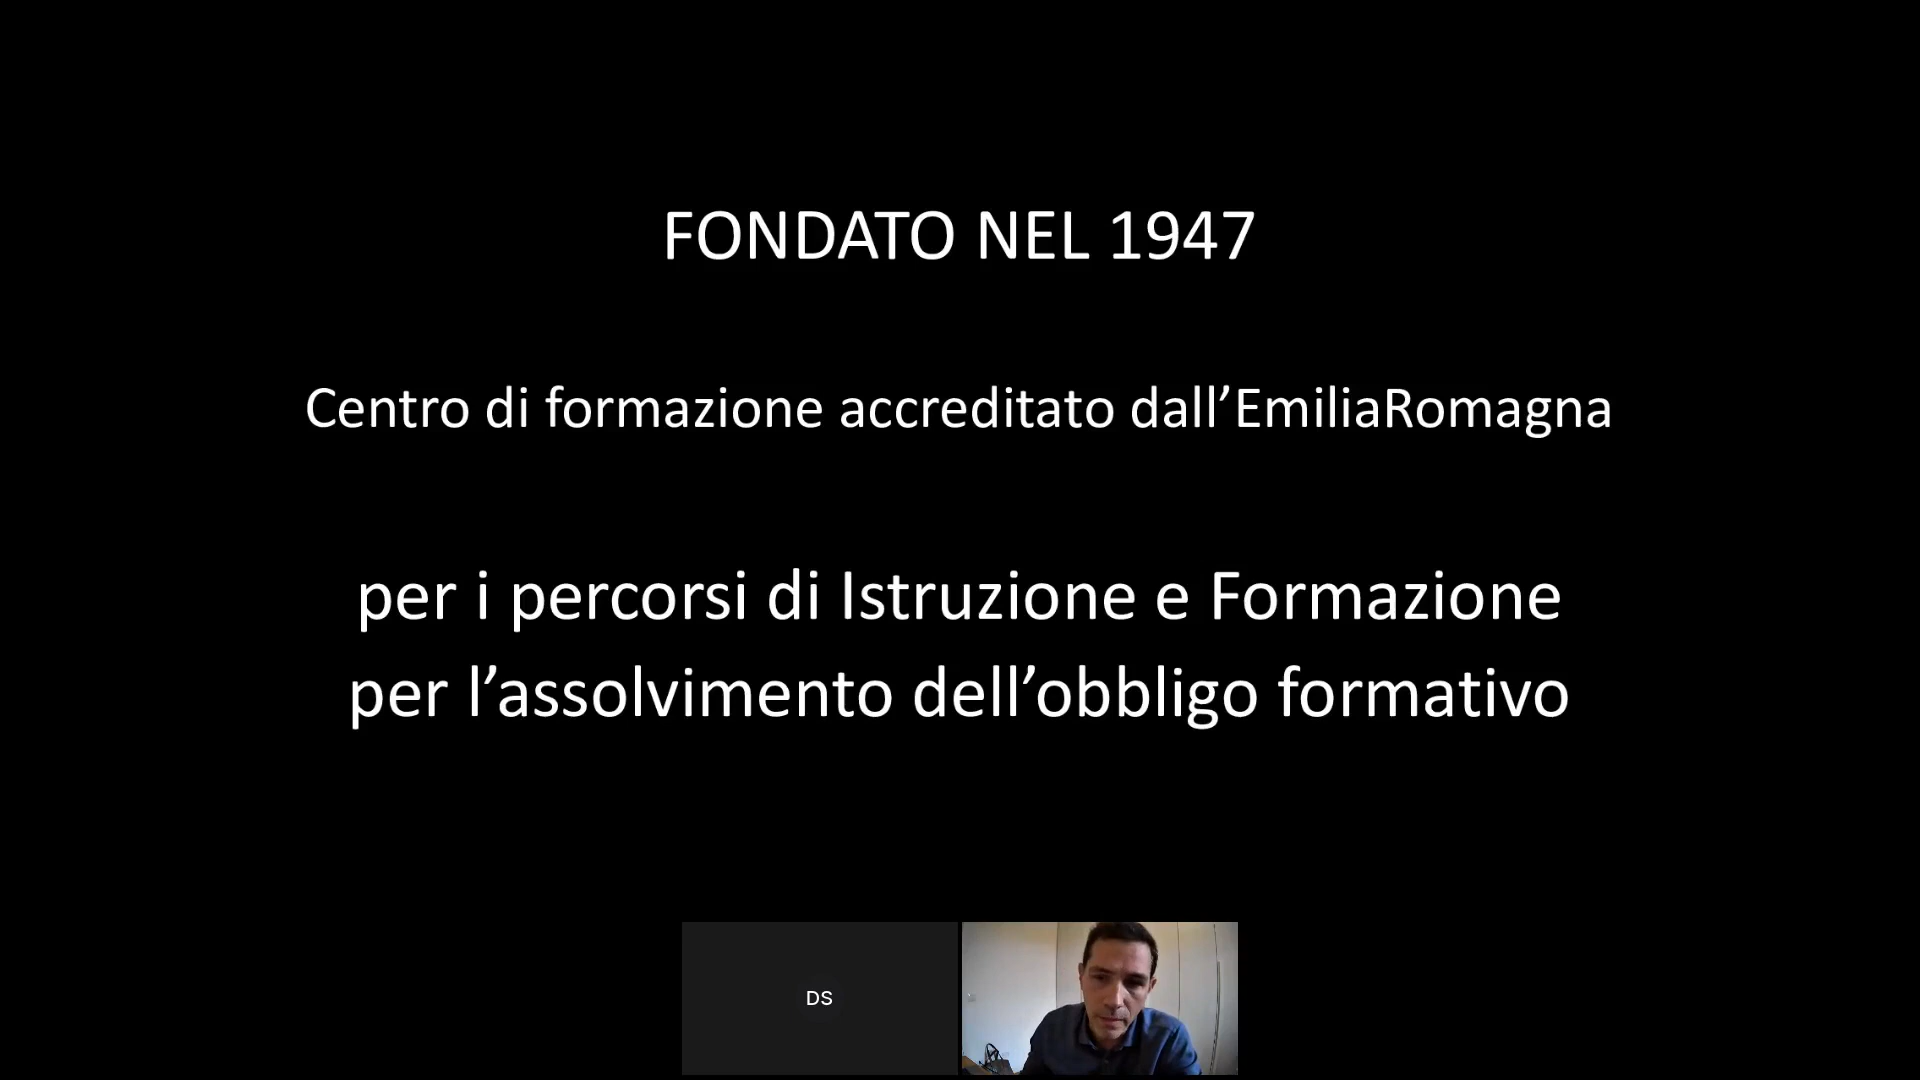 FONDATO NEL 1947
Centro di formazione accreditato dall’EmiliaRomagna
per i percorsi di Istruzione e Formazione
per l’assolvimento dell’obbligo formativo
DS